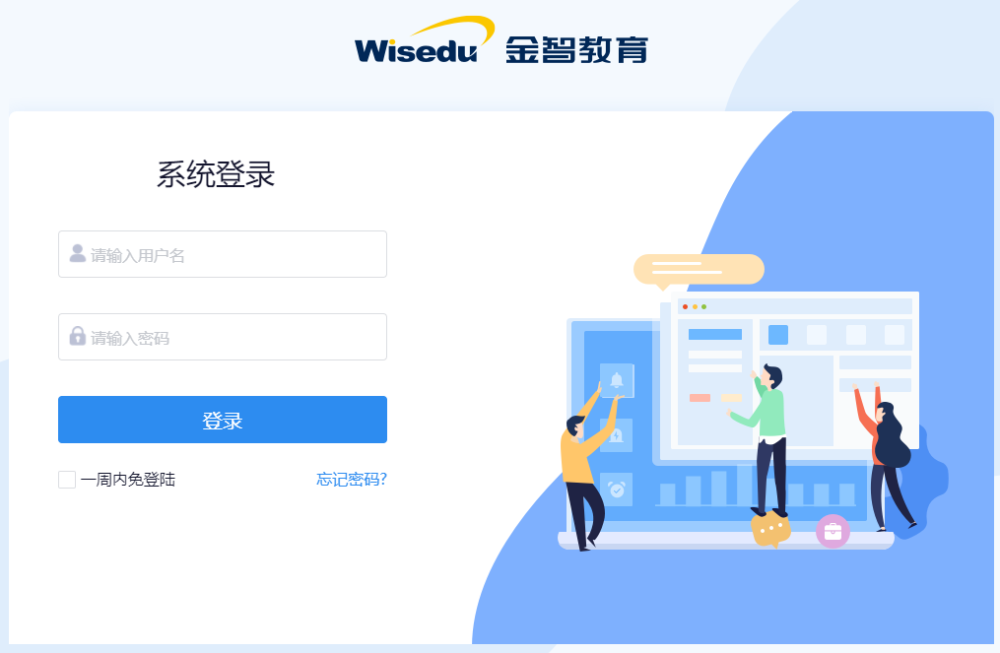 Wisedu 金智教育
系统登录
请输入用户名
请输入密码
登录
一周内免登陆 忘记密码?